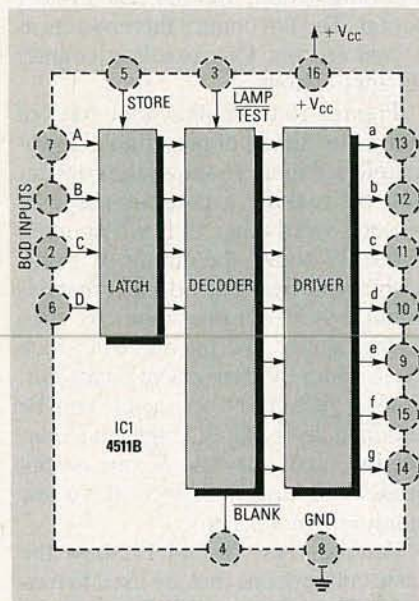 + V CC
5
3
16
STORE
LAMP TEST
+ V CC
BCD INPUTS
7 A
1 B
2 C
6 D
LATCH
DECODER
DRIVER
a 13
b 12
c 11
d 10
e 9
f 15
g 14
IC1
4511B
BLANK
GND
4
8